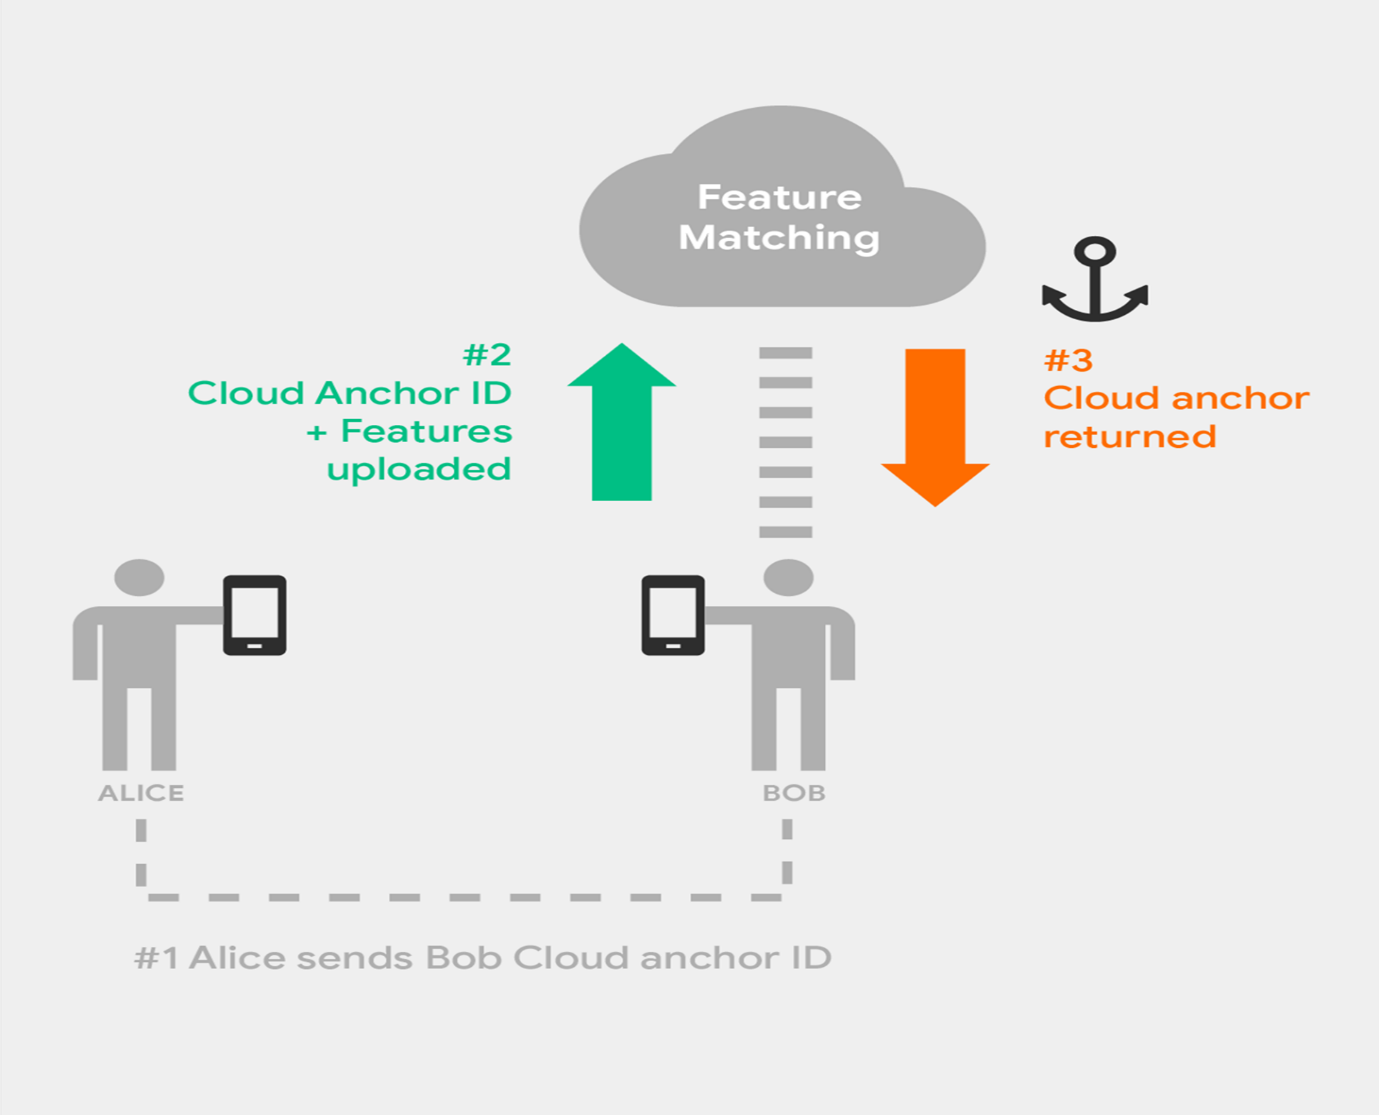 Feature
Matching
#2
Cloud Anchor ID
+ Features
uploaded
#3
Cloud anchor
returned
ALICE
BOB
#1 Alice sends Bob Cloud anchor ID